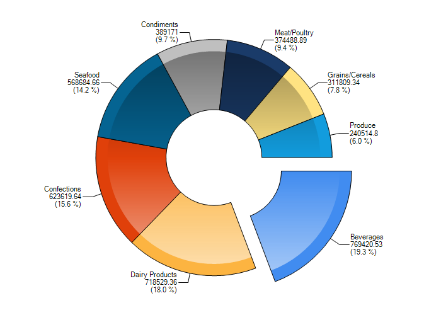 Condiments
389171
(9.7 %)
Meat/Poultry
374488.89
(9.4 %)
Grains/Cereals
311809.34
(7.8 %)
Produce
240514.8
(6.0 %)
Beverages
769420.53
(19.3 %)
Dairy Products
718529.36
(18.0 %)
Confections
623619.64
(15.6 %)
Seafood
568684.66
(14.2 %)